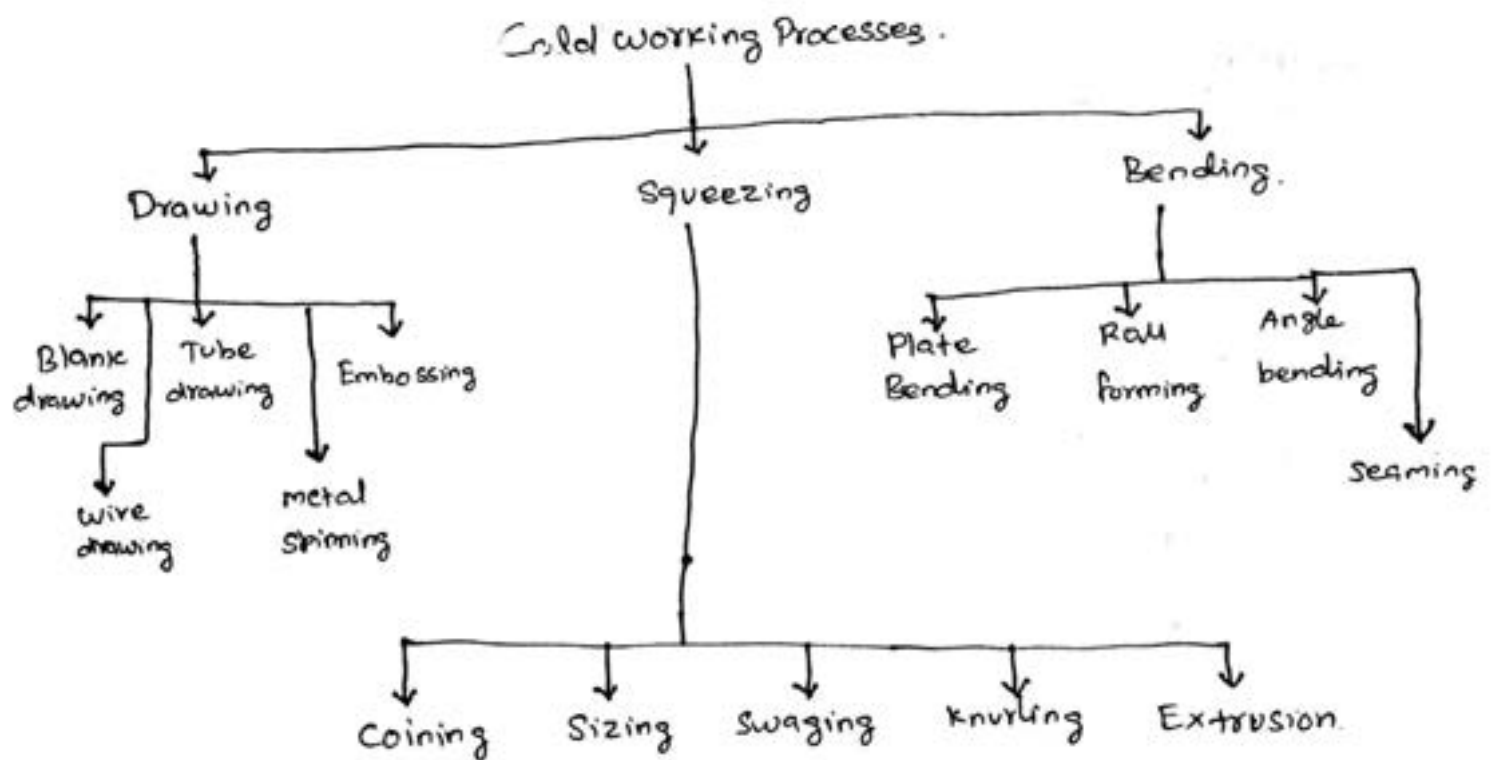 Cold working Processes.
Drawing
Squeezing
Bending.
Blank
drawing
Tube
drawing
Embossing
wire
drawing
metal
spinning
Plate
Bending
Roll
forming
Angle
bending
Seaming
Coining
Sizing
Swaging
Knurling
Extrusion.